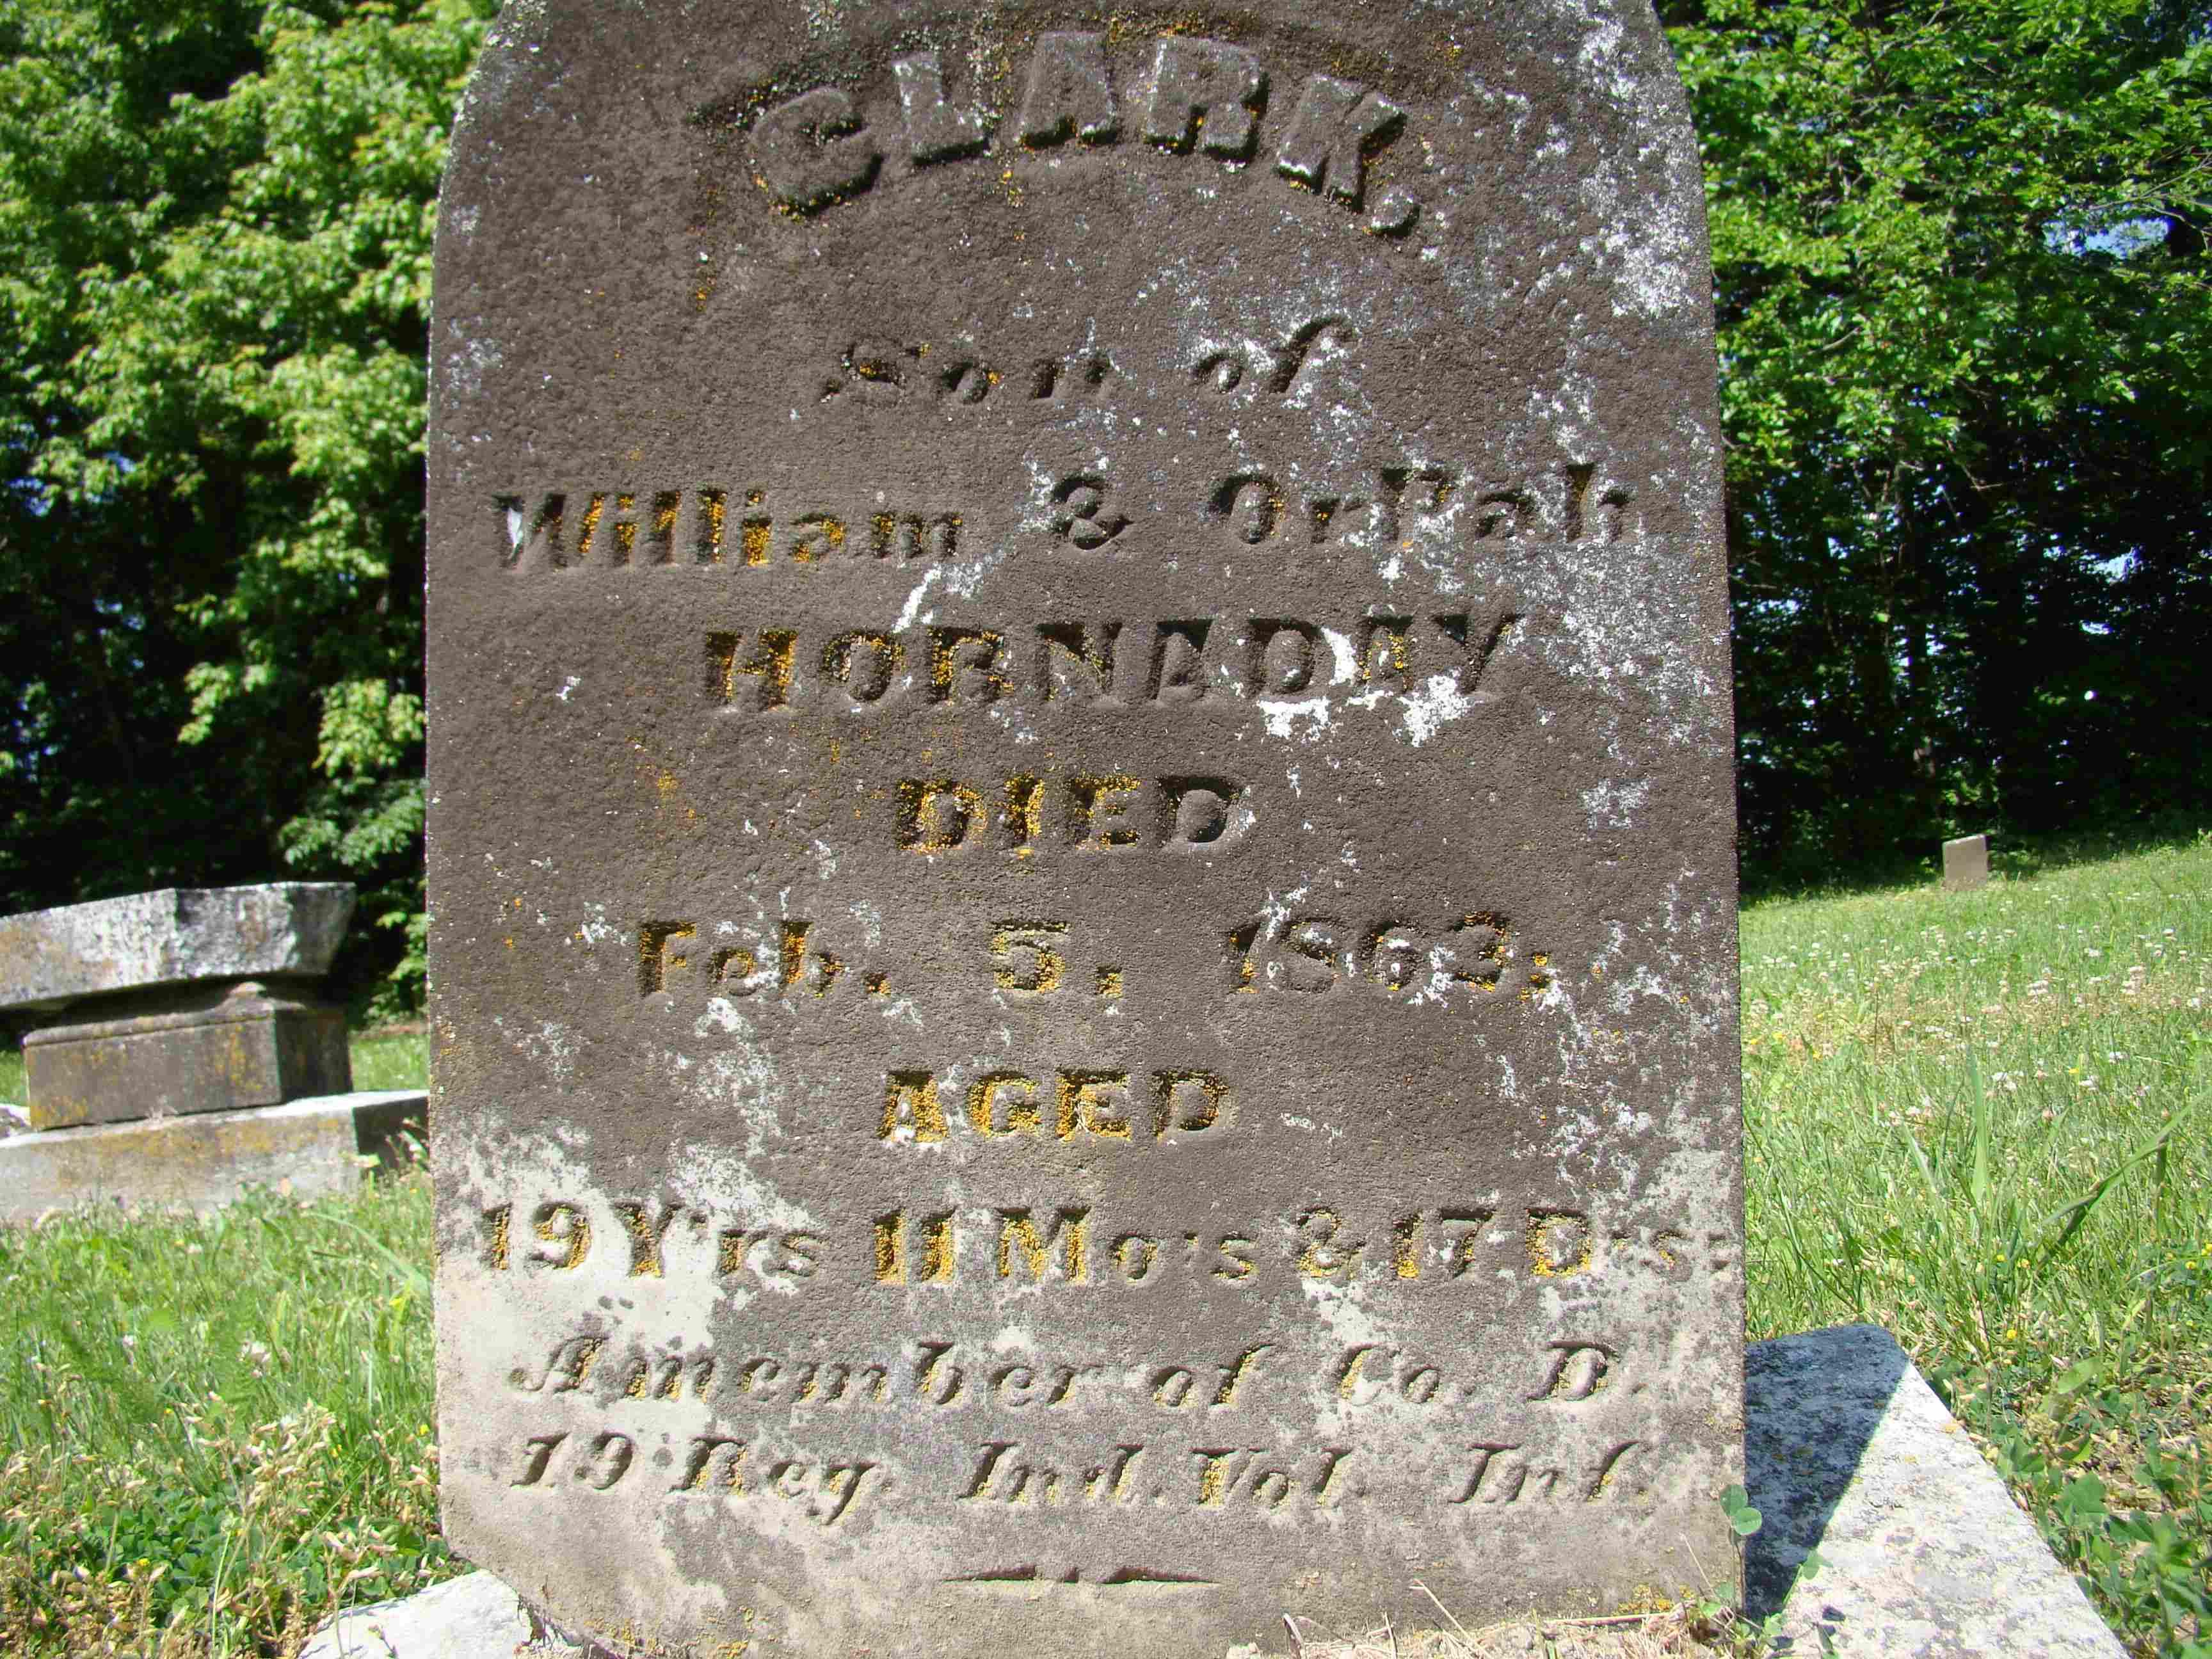 CLARK,
Son of
William & OrPah
HORNADAY
DIED
Feb. 5, 1863.
AGED
19 Y'rs 11 Mo's & 17 D's:
A member of Co. B.
19 Reg. Ind. Vol. Inf.